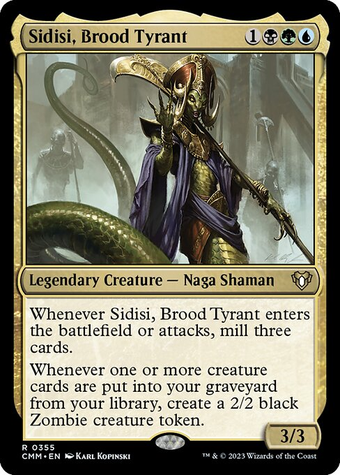 Sidisi, Brood Tyrant 1
Legendary Creature — Naga Shaman
Whenever Sidisi, Brood Tyrant enters
the battlefield or attacks, mill three
cards.
Whenever one or more creature
cards are put into your graveyard
from your library, create a 2/2 black
Zombie creature token.
3/3
R 0355
CMM • EN Karl Kopinski ™ & © 2023 Wizards of the Coast